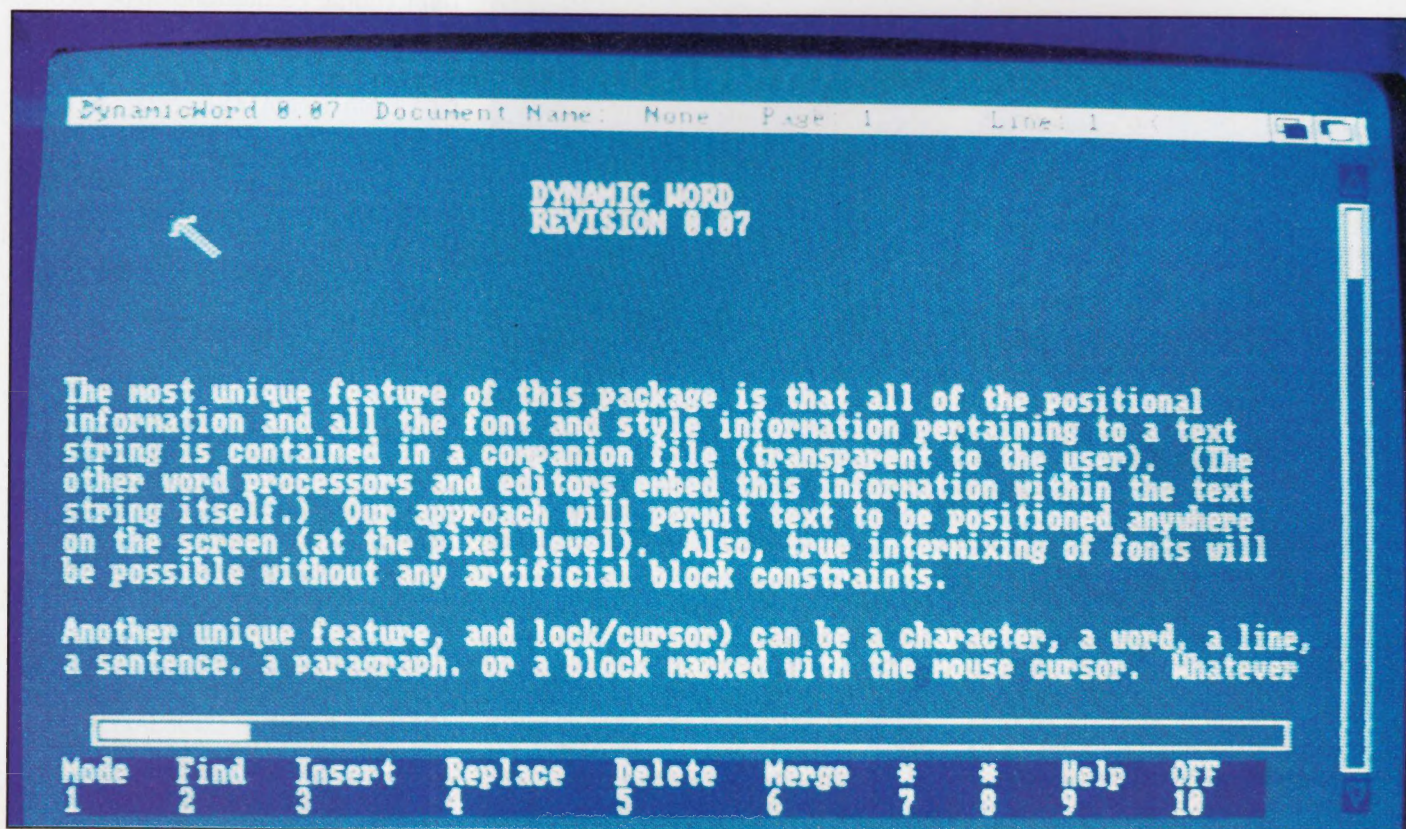 DynamicWord 0.07 Document Name: None Page: 1 Line: 1
DYNAMIC WORD
REVISION 0.07
The most unique feature of this package is that all of the positional
information and all the font and style information pertaining to a text
string is contained in a companion file (transparent to the user). (The
other word processors and editors embed this information within the text
string itself.) Our approach will permit text to be positioned anywhere
on the screen (at the pixel level). Also, true intermixing of fonts will
be possible without any artificial block constraints.
Another unique feature, and lock/cursor) can be a character, a word, a line,
a sentence. a paragraph. or a block marked with the mouse cursor. Whatever
Mode Find Insert Replace Delete Merge * * Help OFF
1 2 3 4 5 6 7 8 9 10